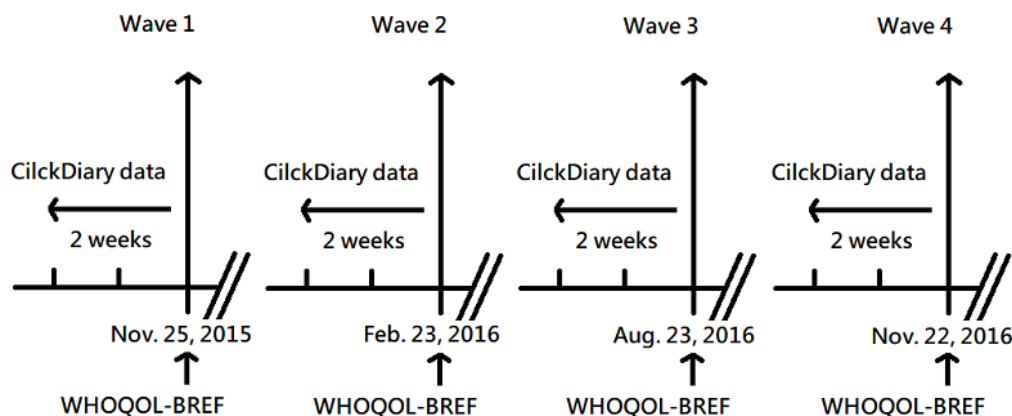 Wave 1
Wave 2
Wave 3
Wave 4
CilckDiary data
CilckDiary data
CilckDiary data
CilckDiary data
2 weeks
2 weeks
2 weeks
2 weeks
Nov. 25, 2015
Feb. 23, 2016
Aug. 23, 2016
Nov. 22, 2016
WHOQOL-BREF
WHOQOL-BREF
WHOQOL-BREF
WHOQOL-BREF